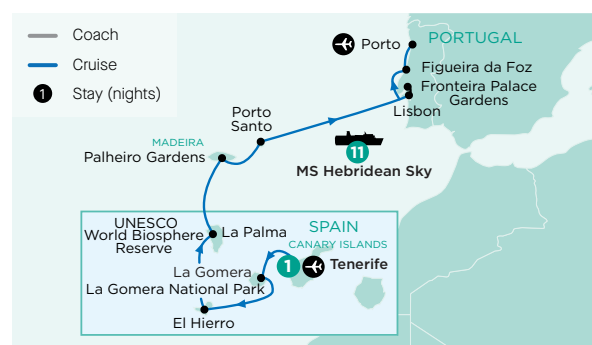 Coach
Cruise
1 Stay (nights)
Porto
PORTUGAL
Figueira da Foz
Fronteira Palace
Gardens
Lisbon
Porto
Santo
MADEIRA
Palheiro Gardens
11
MS Hebridean Sky
UNESCO
World Biosphere
Reserve
La Palma
SPAIN
CANARY ISLANDS
1
Tenerife
La Gomera
La Gomera National Park
El Hierro